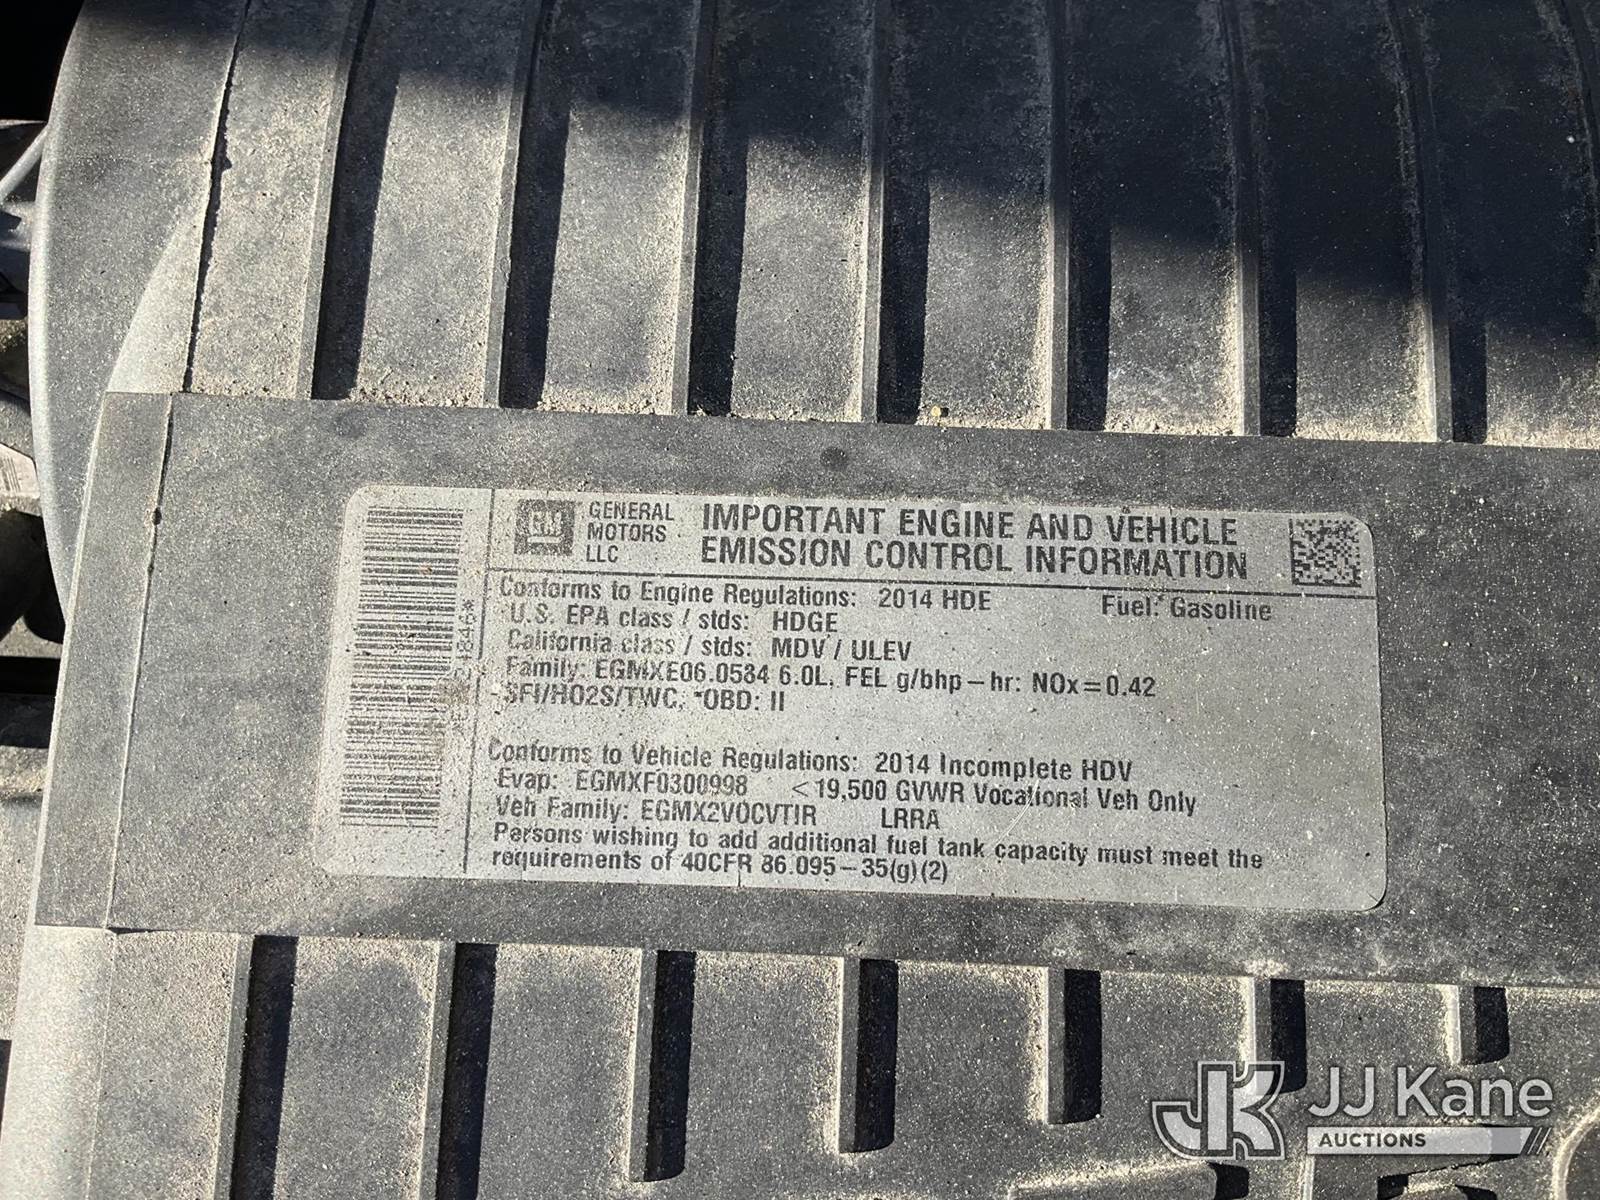 GM
GENERAL
MOTORS
LLC
IMPORTANT ENGINE AND VEHICLE
EMISSION CONTROL INFORMATION
Conforms to Engine Regulations: 2014 HDE Fuel: Gasoline
U.S. EPA class / stds: HDGE
California class / stds: MDV / ULEV
Family: EGMXE06.0584 6.0L, FEL g/bhp-hr: NOx=0.42
SFI/HO2S/TWC, OBD: II
Conforms to Vehicle Regulations: 2014 Incomplete HDV
Evap: EGMXF0300998 <19,500 GVWR Vocational Veh Only
Veh Family: EGMX2VOCVTIR LRRA
Persons wishing to add additional fuel tank capacity must meet the
requirements of 40CFR 86.095-35(g)(2)
JK JJ Kane
AUCTIONS